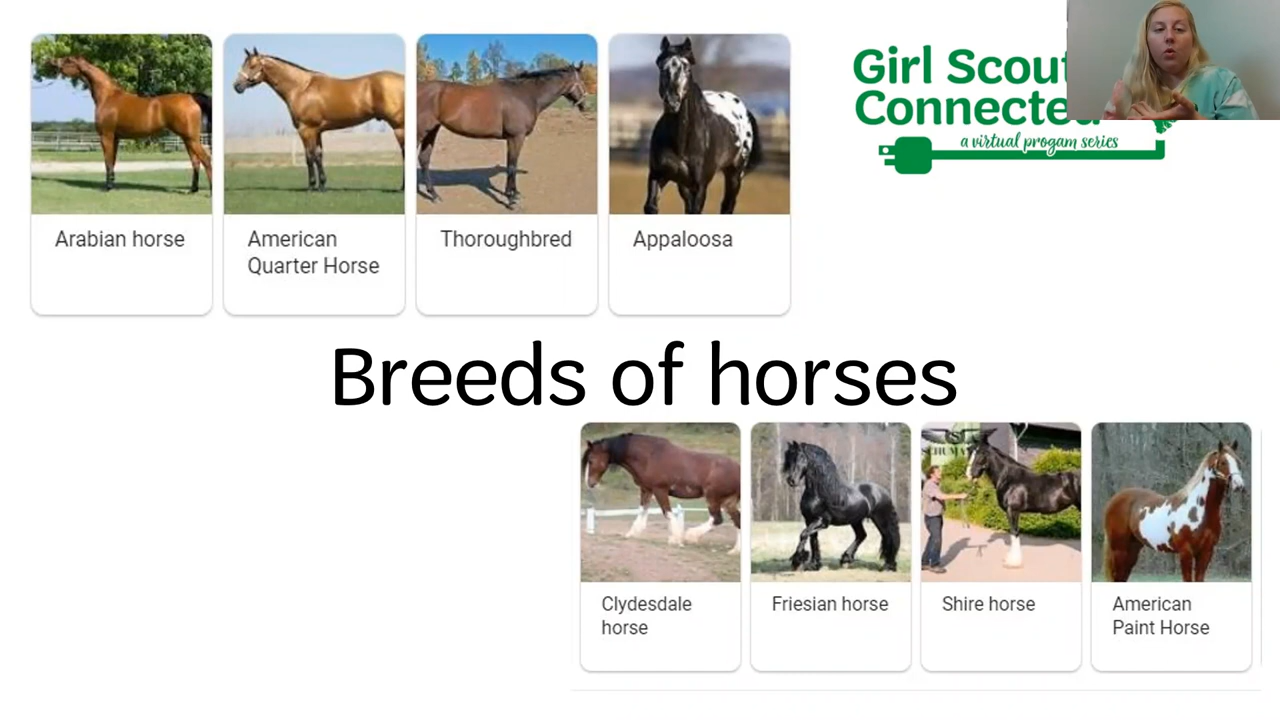 Girl Scout
Connected
a virtual progam series
Arabian horse
American
Quarter Horse
Thoroughbred
Appaloosa
Breeds of horses
SCHUMA
Clydesdale
horse
Friesian horse
Shire horse
American
Paint Horse